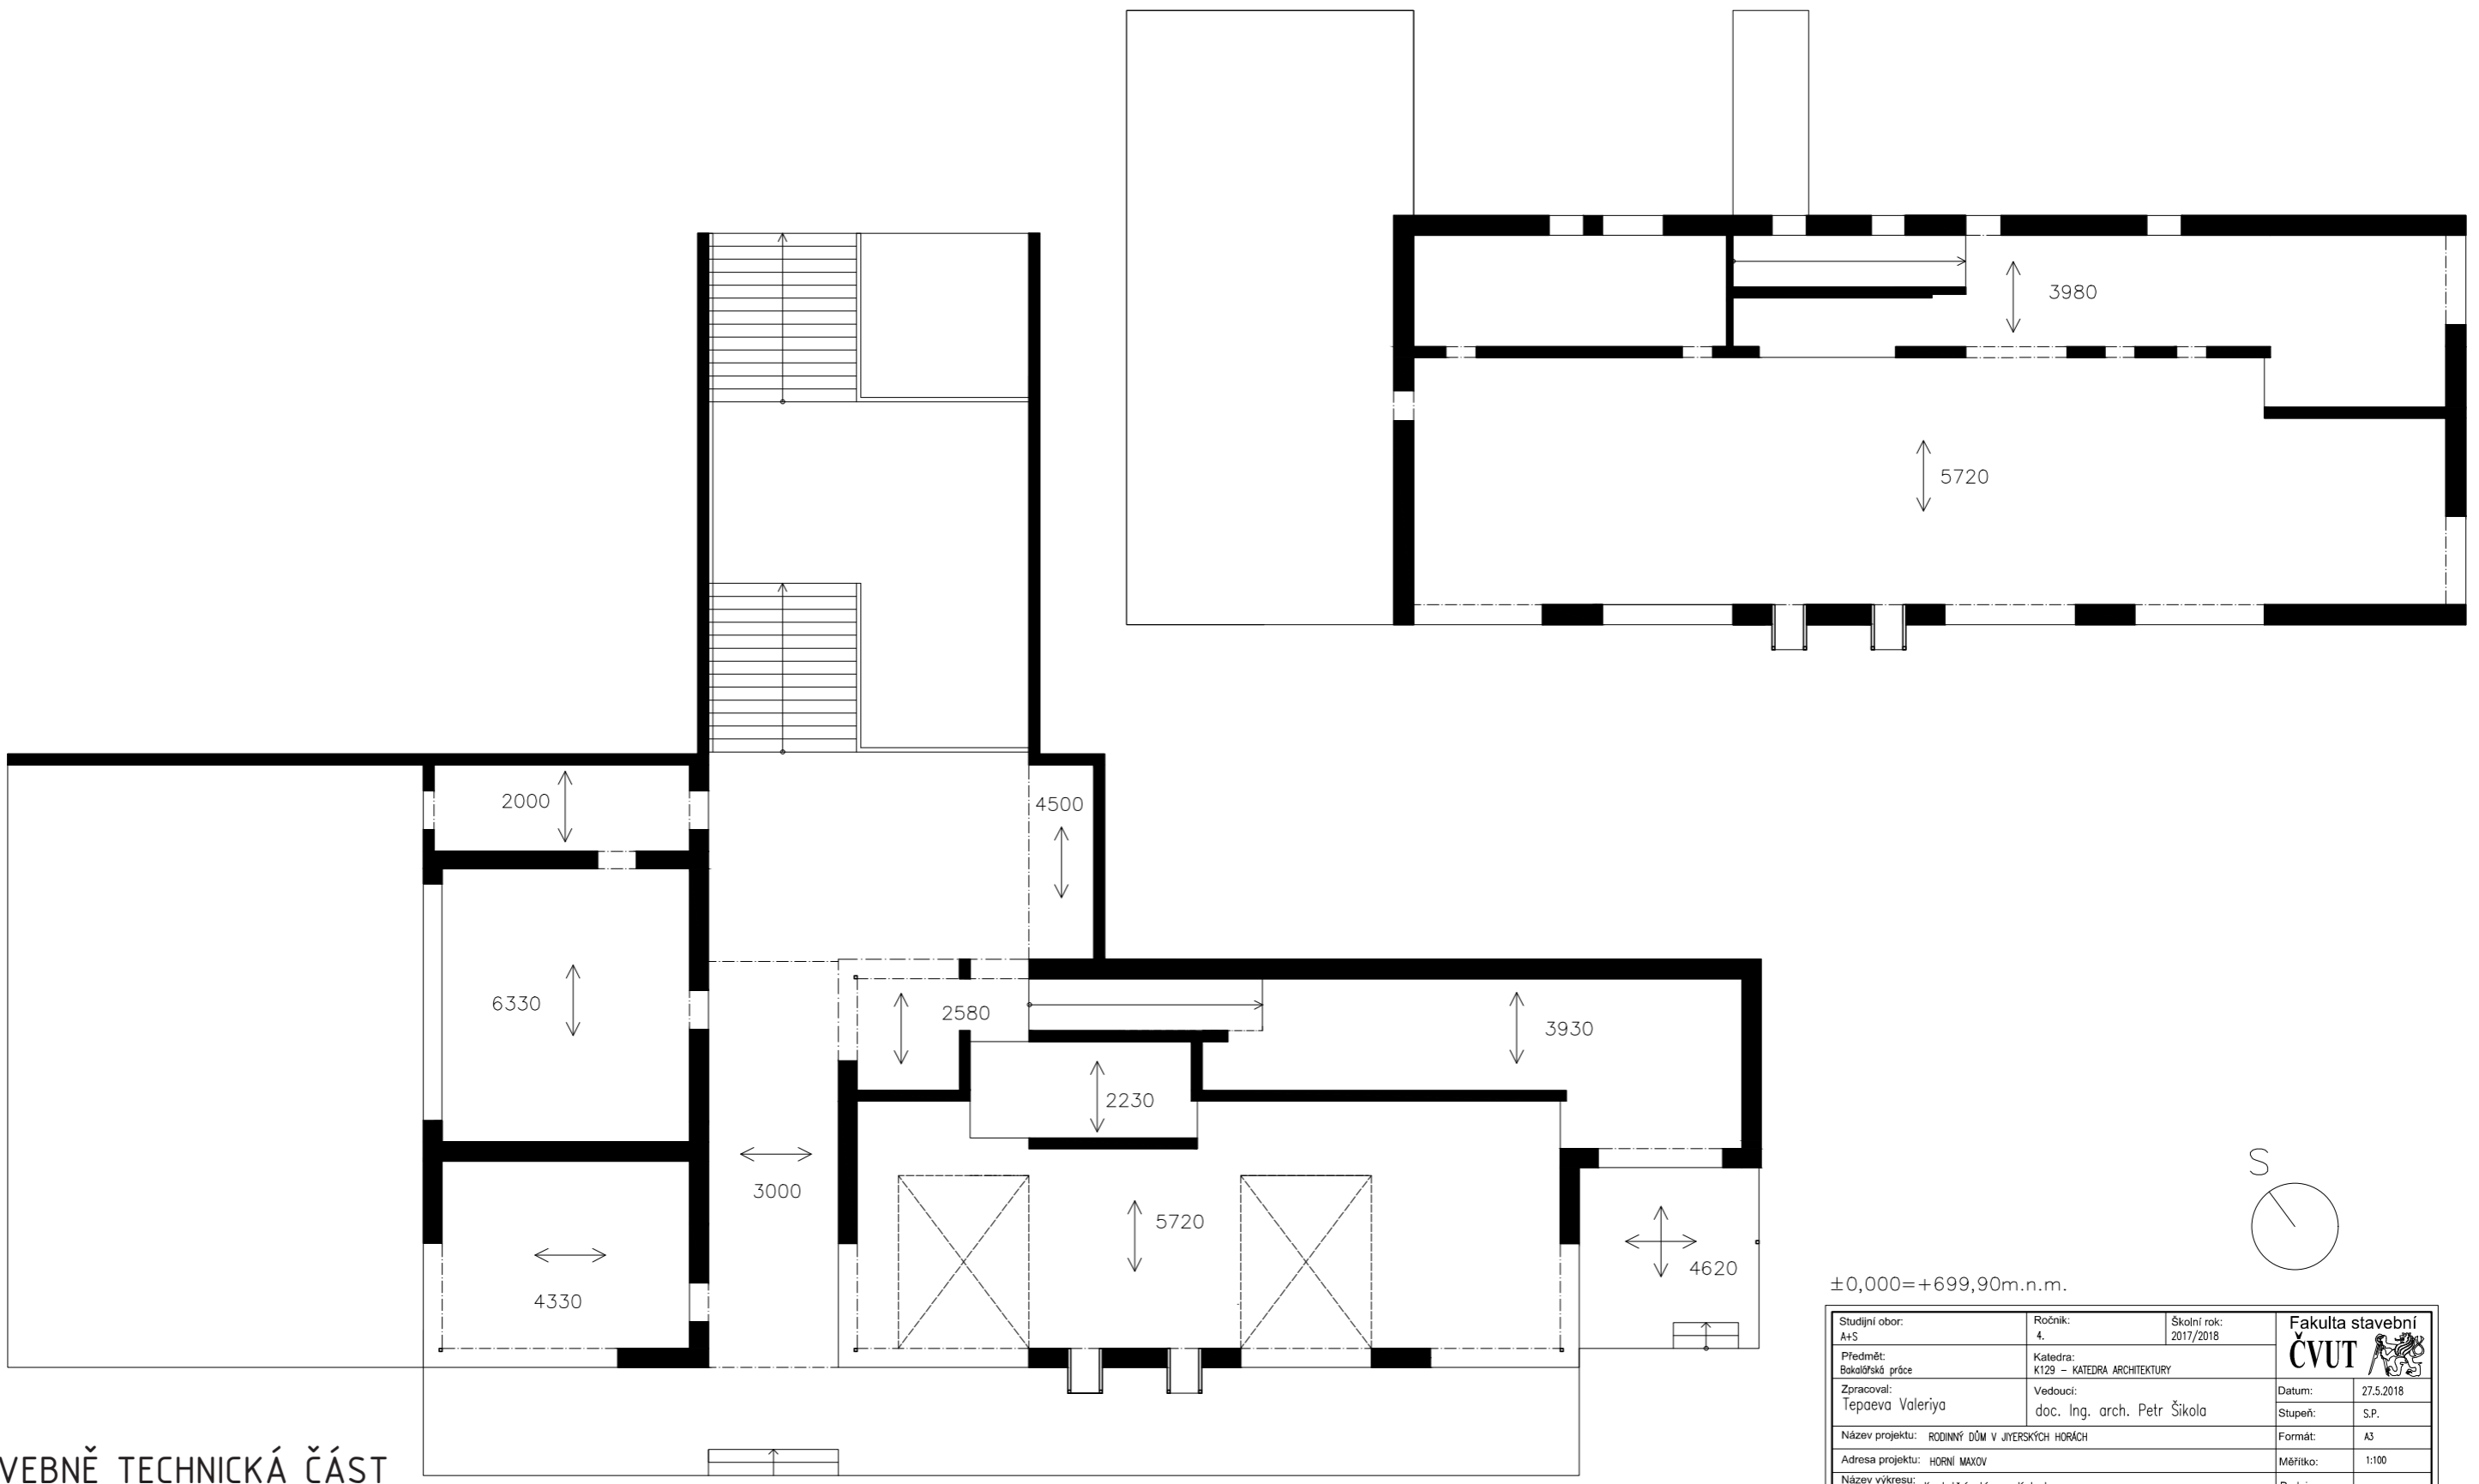 3980
5720
2000
4500
6330
2580
3930
2230
3000
5720
4330
4620
S
±0,000=+699,90m.n.m.
VEBNĚ TECHNICKÁ ČÁST
Studijní obor:
A+S
Ročník:
4.
Školní rok:
2017/2018
Fakulta stavební
ČVUT
Předmět:
Bakalářská práce
Katedra:
K129 – KATEDRA ARCHITEKTURY
Zpracoval:
Tepaeva Valeriya
Vedoucí:
doc. Ing. arch. Petr Šikola
Datum: 27.5.2018
Stupeň: S.P.
Název projektu: RODINNÝ DŮM V JIYERSKÝCH HORÁCH
Formát: A3
Adresa projektu: HORNÍ MAXOV
Měřítko: 1:100
Název výkresu: